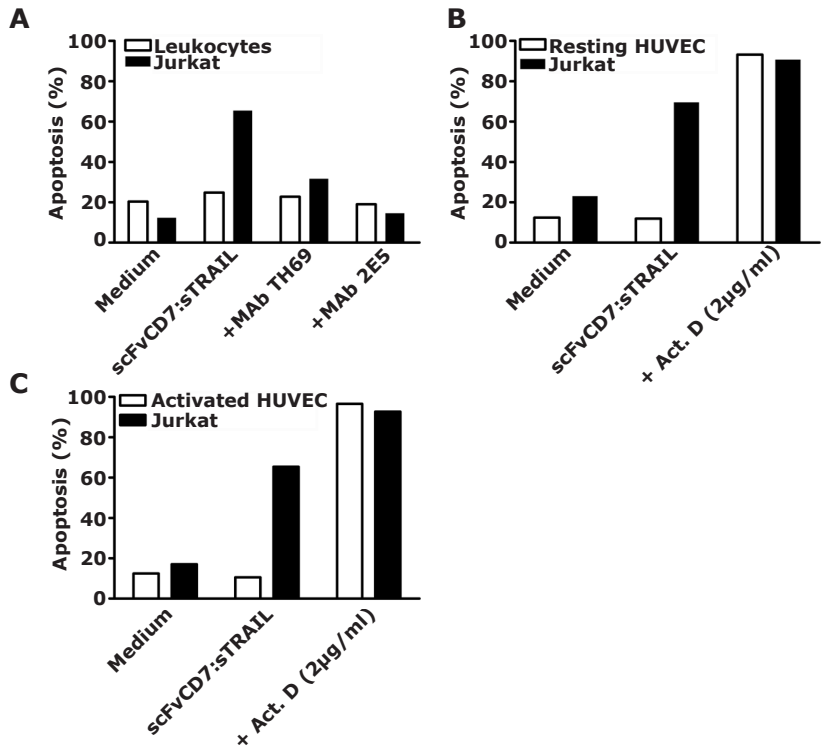 A
Apoptosis (%)
100
80
60
40
20
0
Leukocytes
Jurkat
Medium
scFvCD7:sTRAIL
+MAb TH69
+MAb 2E5
B
Apoptosis (%)
100
80
60
40
20
0
Resting HUVEC
Jurkat
Medium
scFvCD7:sTRAIL
+ Act. D (2µg/ml)
C
Apoptosis (%)
100
80
60
40
20
0
Activated HUVEC
Jurkat
Medium
scFvCD7:sTRAIL
+ Act. D (2µg/ml)